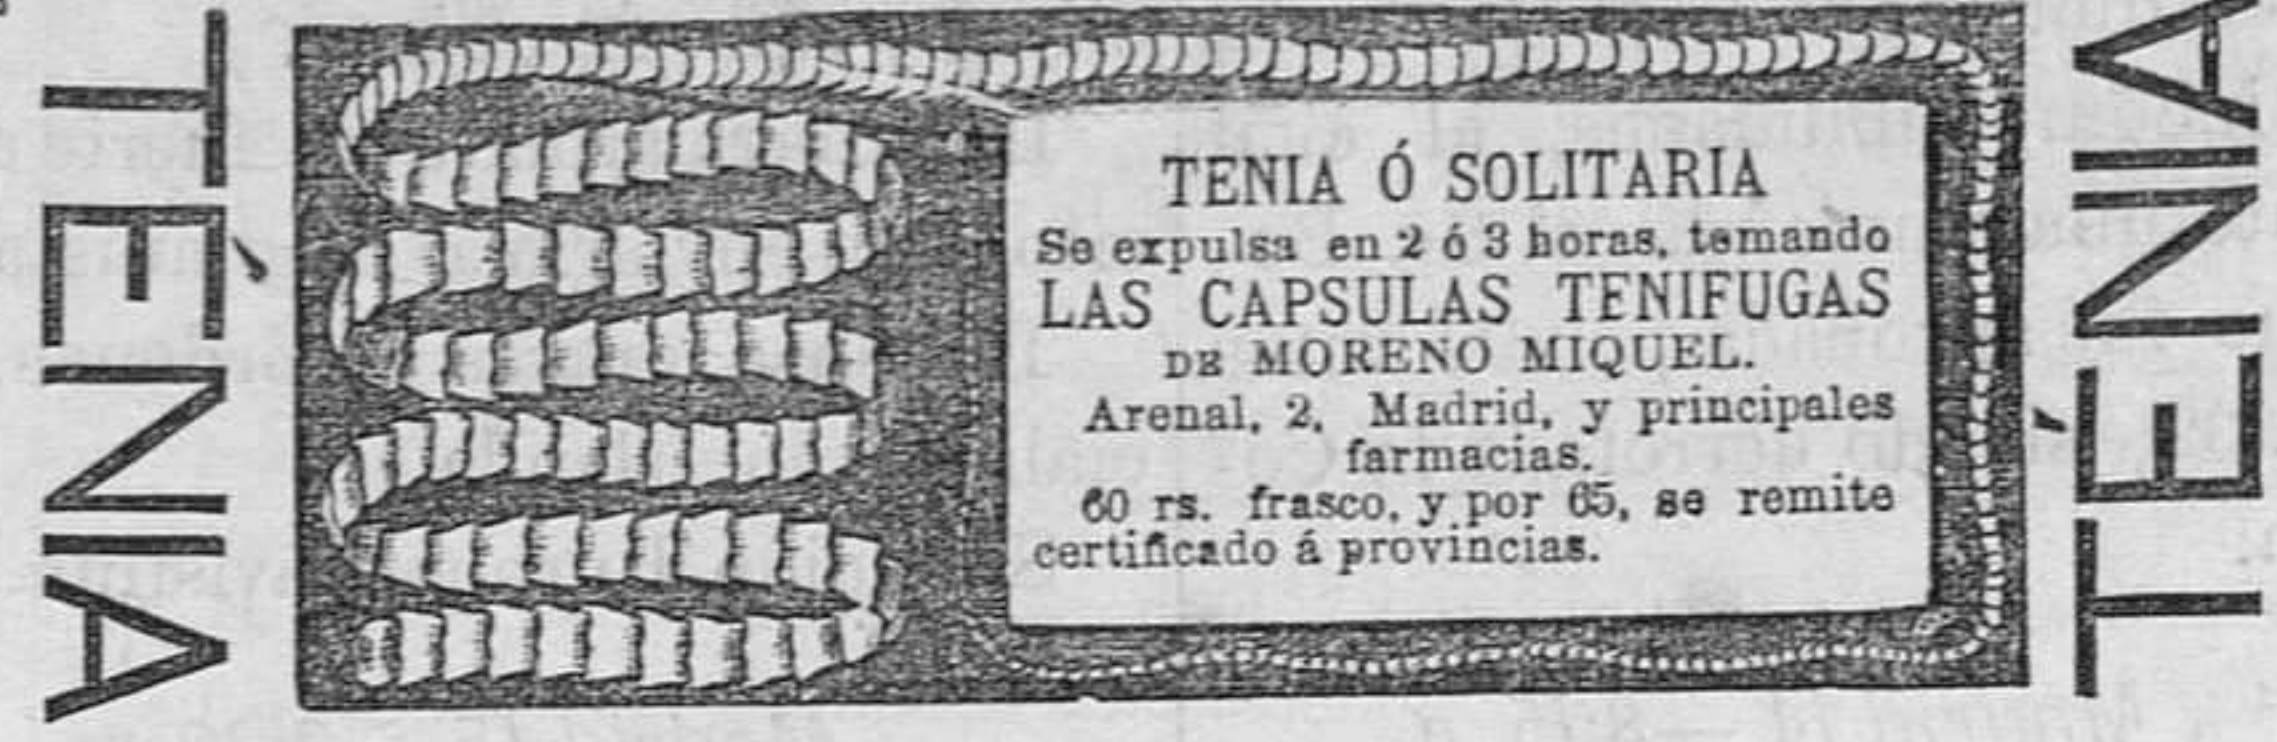 TÉNIA
TENIA Ó SOLITARIA
Se expulsa en 2 ó 3 horas, temando
LAS CAPSULAS TENIFUGAS
DE MORENO MIQUEL.
Arenal, 2, Madrid, y principales
farmacias.
60 rs. frasco, y por 65, se remite
certificado á provincias.
TÉNIA